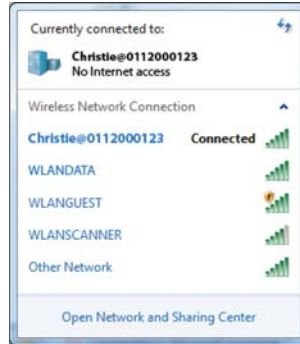 Currently connected to:
Christie@0112000123
No Internet access
Wireless Network Connection
Christie@0112000123 Connected
WLANDATA
WLANGUEST
WLANSCANNER
Other Network
Open Network and Sharing Center